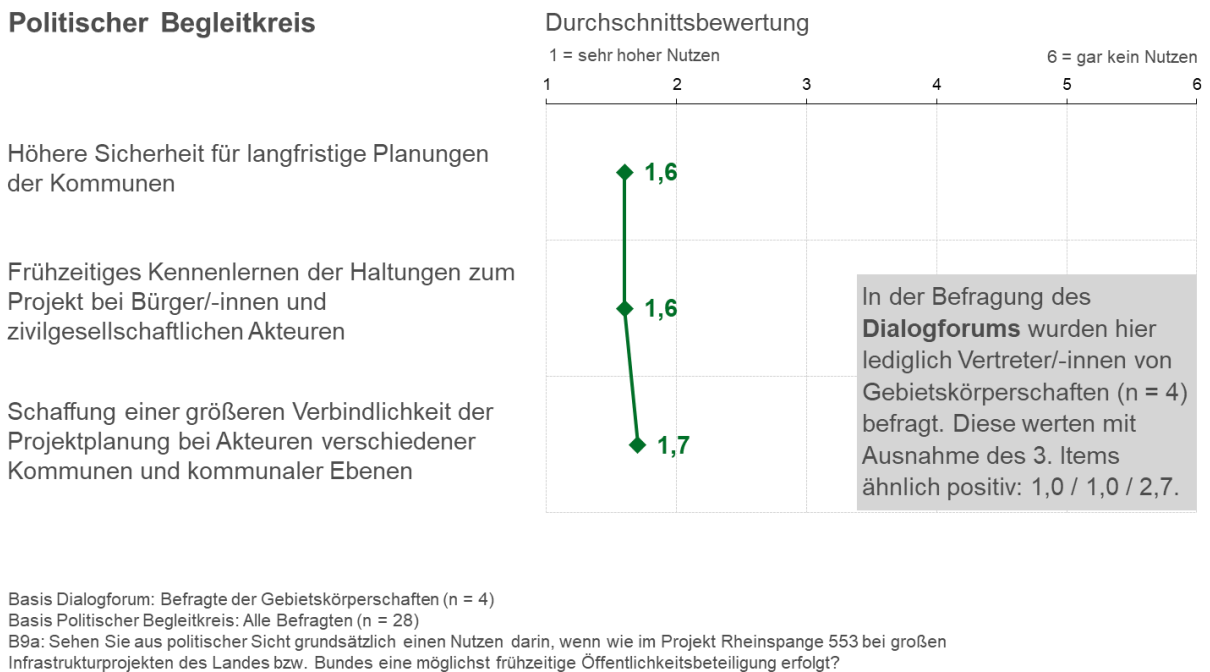 Politischer Begleitkreis
Durchschnittsbewertung
1 = sehr hoher Nutzen
6 = gar kein Nutzen
1 2 3 4 5 6
Höhere Sicherheit für langfristige Planungen
der Kommunen
1,6
Frühzeitiges Kennenlernen der Haltungen zum
Projekt bei Bürger/-innen und
zivilgesellschaftlichen Akteuren
1,6
Schaffung einer größeren Verbindlichkeit der
Projektplanung bei Akteuren verschiedener
Kommunen und kommunaler Ebenen
1,7
In der Befragung des
Dialogforums wurden hier
lediglich Vertreter/-innen von
Gebietskörperschaften (n = 4)
befragt. Diese werten mit
Ausnahme des 3. Items
ähnlich positiv: 1,0 / 1,0 / 2,7.
Basis Dialogforum: Befragte der Gebietskörperschaften (n = 4)
Basis Politischer Begleitkreis: Alle Befragten (n = 28)
B9a: Sehen Sie aus politischer Sicht grundsätzlich einen Nutzen darin, wenn wie im Projekt Rheinspange 553 bei großen
Infrastrukturprojekten des Landes bzw. Bundes eine möglichst frühzeitige Öffentlichkeitsbeteiligung erfolgt?